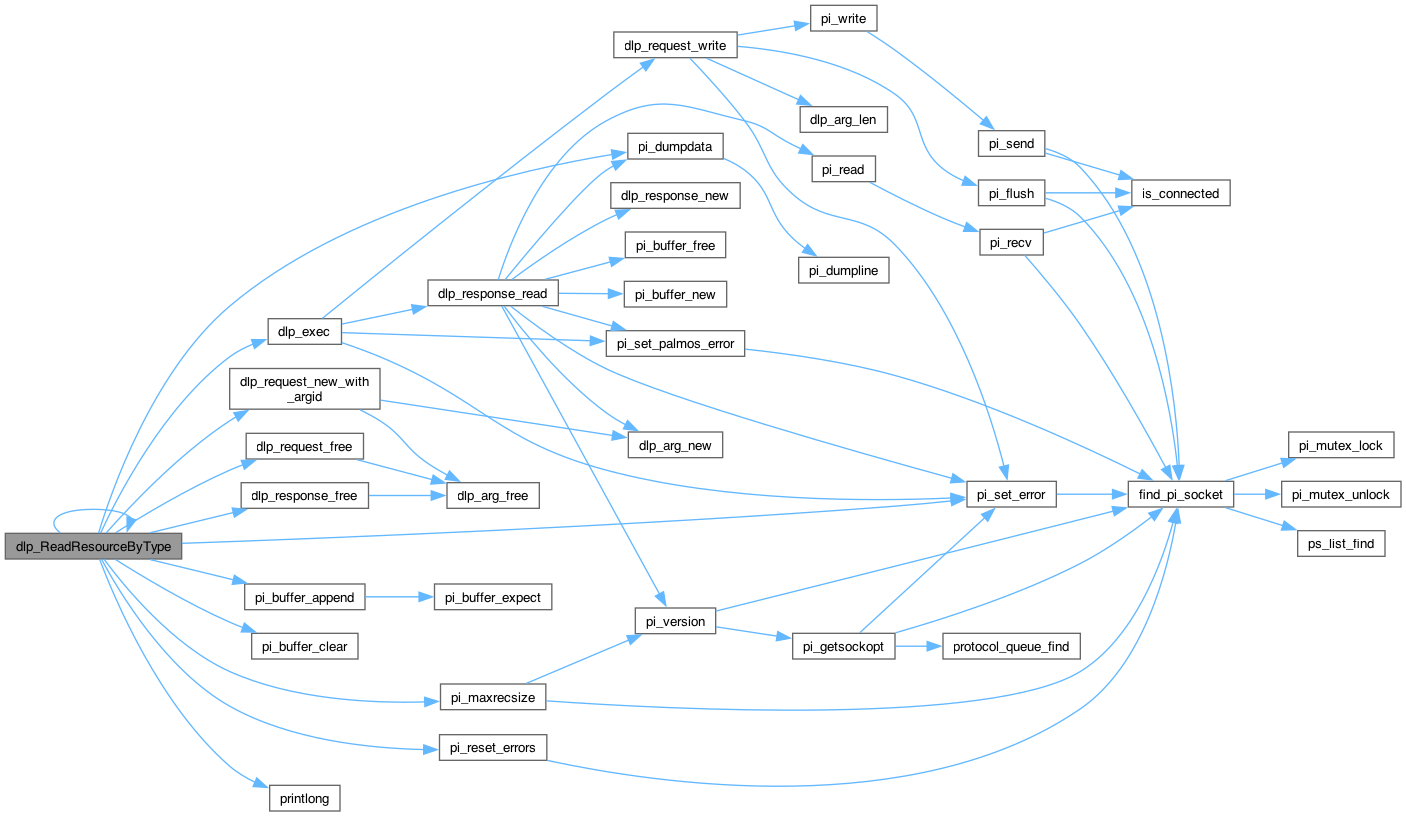 pi_write
dlp_request_write
dlp_arg_len
pi_send
pi_dumpdata
pi_read
dlp_response_new
pi_flush
is_connected
pi_buffer_free
pi_recv
pi_dumpline
dlp_response_read
pi_buffer_new
dlp_exec
pi_set_palmos_error
dlp_request_new_with
_argid
dlp_request_free
dlp_arg_new
pi_mutex_lock
dlp_response_free
dlp_arg_free
pi_set_error
find_pi_socket
pi_mutex_unlock
dlp_ReadResourceByType
ps_list_find
pi_buffer_append
pi_buffer_expect
pi_version
pi_buffer_clear
pi_getsockopt
protocol_queue_find
pi_maxrecsize
pi_reset_errors
printlong